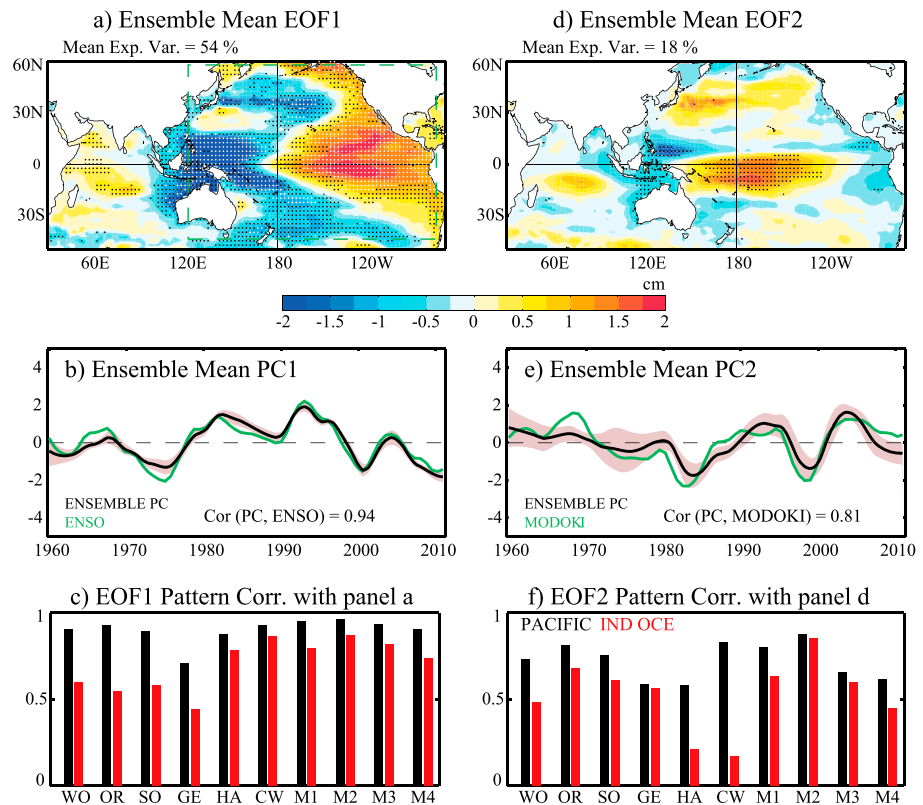 a) Ensemble Mean EOF1
Mean Exp. Var. = 54 %
60N
30N
0
30S
60E
120E
180
120W
d) Ensemble Mean EOF2
Mean Exp. Var. = 18 %
60N
30N
0
30S
60E
120E
180
120W
cm
-2 -1 -0.5 0 0.5 1 2
b) Ensemble Mean PC1
4
2
0
-2
-4
ENSEMBLE PC
ENSO
Cor (PC, ENSO) = 0.94
1960 1970 1980 1990 2000 2010
e) Ensemble Mean PC2
4
2
0
-2
-4
ENSEMBLE PC
MODOKI
Cor (PC, MODOKI) = 0.81
1960 1970 1980 1990 2000 2010
c) EOF1 Pattern Corr. with panel a
1
0.5
0
WO OR SO GE HA CW M1 M2 M3 M4
f) EOF2 Pattern Corr. with panel d
PACIFIC IND OCE
1
0.5
0
WO OR SO GE HA CW M1 M2 M3 M4